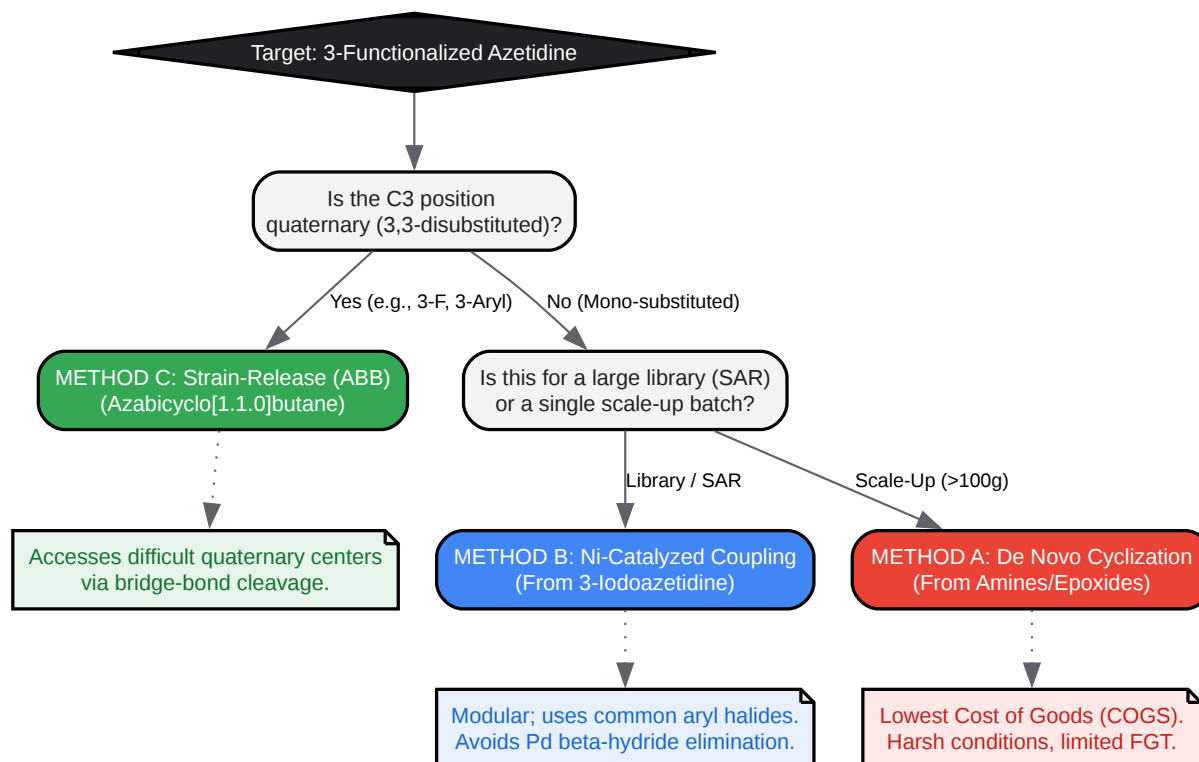 Target: 3-Functionalized Azetidine
Is the C3 position
quaternary (3,3-disubstituted)?
Yes (e.g., 3-F, 3-Aryl)
No (Mono-substituted)
METHOD C: Strain-Release (ABB)
(Azabicyclo[1.1.0]butane)
Is this for a large library (SAR)
or a single scale-up batch?
Library / SAR
Scale-Up (>100g)
Accesses difficult quaternary centers
via bridge-bond cleavage.
METHOD B: Ni-Catalyzed Coupling
(From 3-Iodoazetidine)
METHOD A: De Novo Cyclization
(From Amines/Epoxides)
Modular; uses common aryl halides.
Avoids Pd beta-hydride elimination.
Lowest Cost of Goods (COGS).
Harsh conditions, limited FGT.